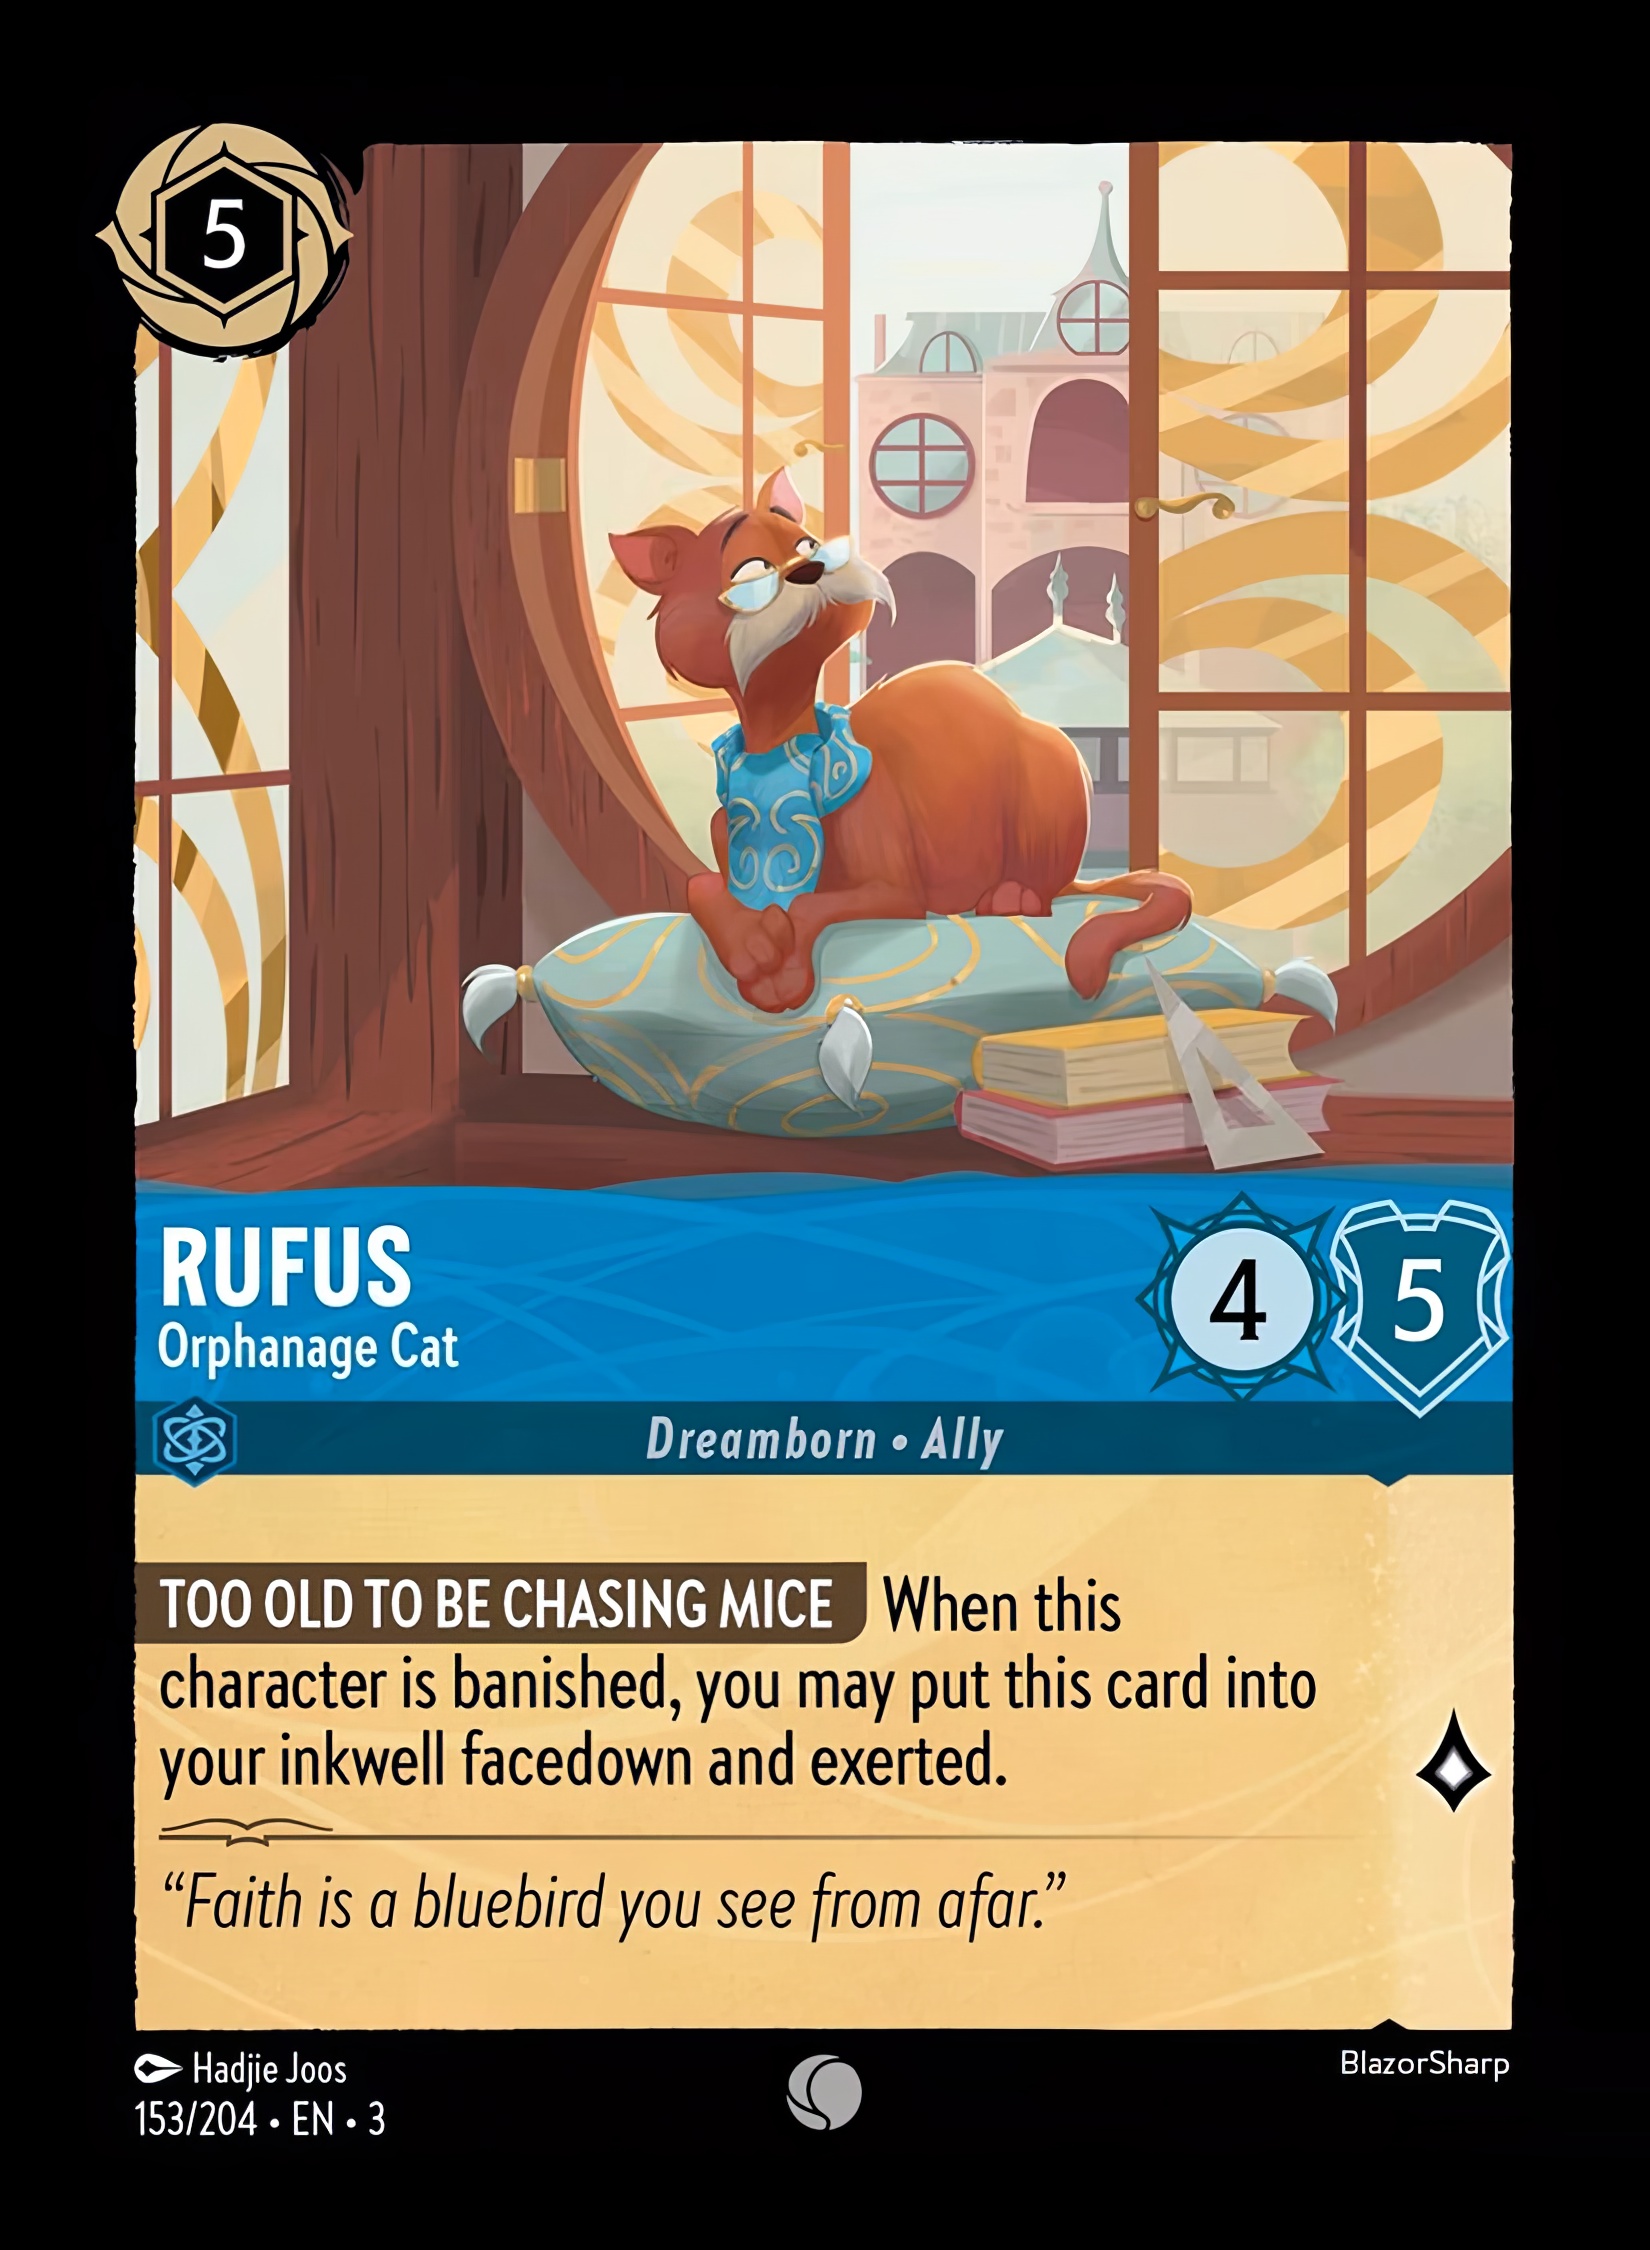 5
RUFUS
Orphanage Cat
4
5
Dreamborn • Ally
TOO OLD TO BE CHASING MICE When this
character is banished, you may put this card into
your inkwell facedown and exerted.
“Faith is a bluebird you see from afar.”
Hadjie Joos
153/204 • EN • 3
BlazorSharp